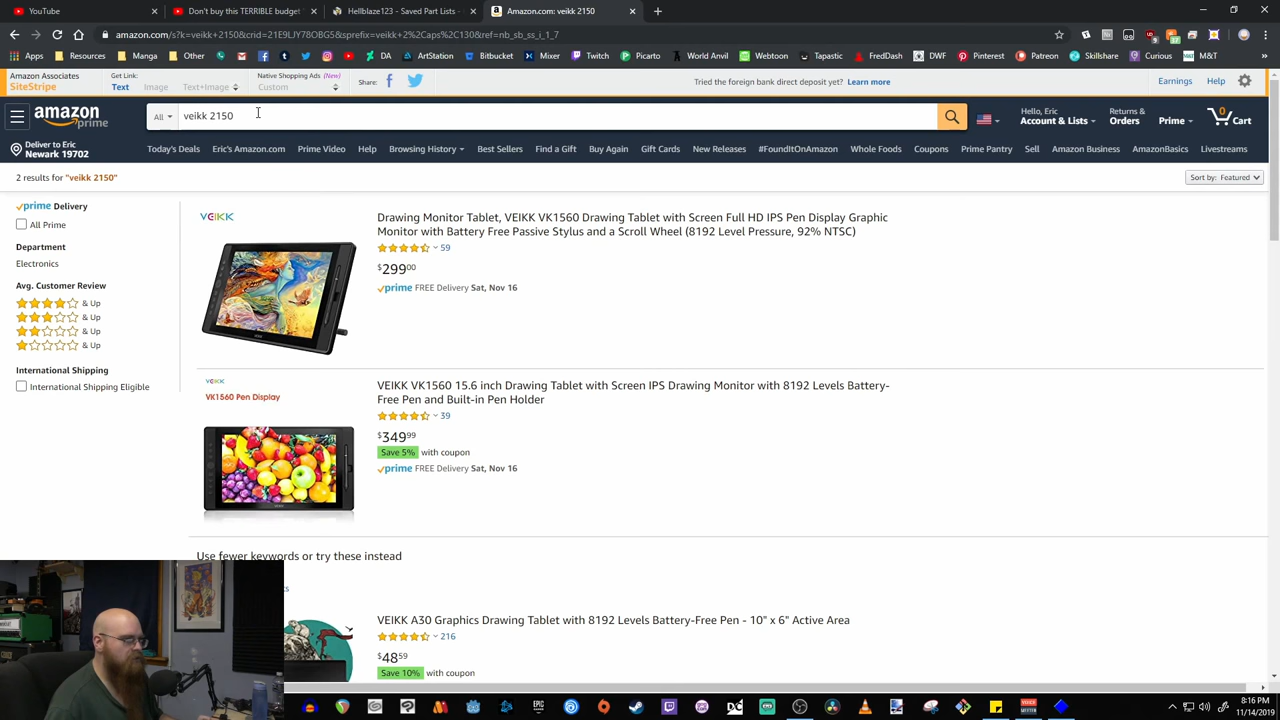 YouTube
Don't buy this TERRIBLE budget
Hellblaze123 - Saved Part Lists -
Amazon.com: veikk 2150
amazon.com/s?k=veikk+2150&crid=21E9LJY78OBG5&sprefix=veikk+2%2Caps%2C130&ref=nb_sb_ss_i_1_7
Apps
Resources
Manga
Other
DA
ArtStation
Bitbucket
Mixer
Twitch
Picarto
World Anvil
Webtoon
Tapastic
FredDash
DWF
Pinterest
Patreon
Skillshare
Curious
M&T
Amazon Associates
SiteStripe
Get Link:
Text
Image
Text+Image
Native Shopping Ads (New)
Custom
Share:
Tried the foreign bank direct deposit yet? Learn more
Earnings
Help
amazon prime
All
veikk 2150
Hello, Eric
Account & Lists
Returns & Orders
Prime
0
Cart
Deliver to Eric
Newark 19702
Today's Deals
Eric's Amazon.com
Prime Video
Help
Browsing History
Best Sellers
Find a Gift
Buy Again
Gift Cards
New Releases
#FoundItOnAmazon
Whole Foods
Coupons
Prime Pantry
Sell
Amazon Business
AmazonBasics
Livestreams
2 results for "veikk 2150"
Sort by: Featured
prime Delivery
All Prime
Department
Electronics
Avg. Customer Review
& Up
& Up
& Up
& Up
International Shipping
International Shipping Eligible
VEIKK
Drawing Monitor Tablet, VEIKK VK1560 Drawing Tablet with Screen Full HD IPS Pen Display Graphic
Monitor with Battery Free Passive Stylus and a Scroll Wheel (8192 Level Pressure, 92% NTSC)
59
$299 00
prime FREE Delivery Sat, Nov 16
VEIKK
VK1560 Pen Display
VEIKK VK1560 15.6 inch Drawing Tablet with Screen IPS Drawing Monitor with 8192 Levels Battery-
Free Pen and Built-in Pen Holder
39
$349 99
Save 5% with coupon
prime FREE Delivery Sat, Nov 16
Use fewer keywords or try these instead
VEIKK A30 Graphics Drawing Tablet with 8192 Levels Battery-Free Pen - 10" x 6" Active Area
216
$48 59
Save 10% with coupon
8:16 PM
11/14/2019